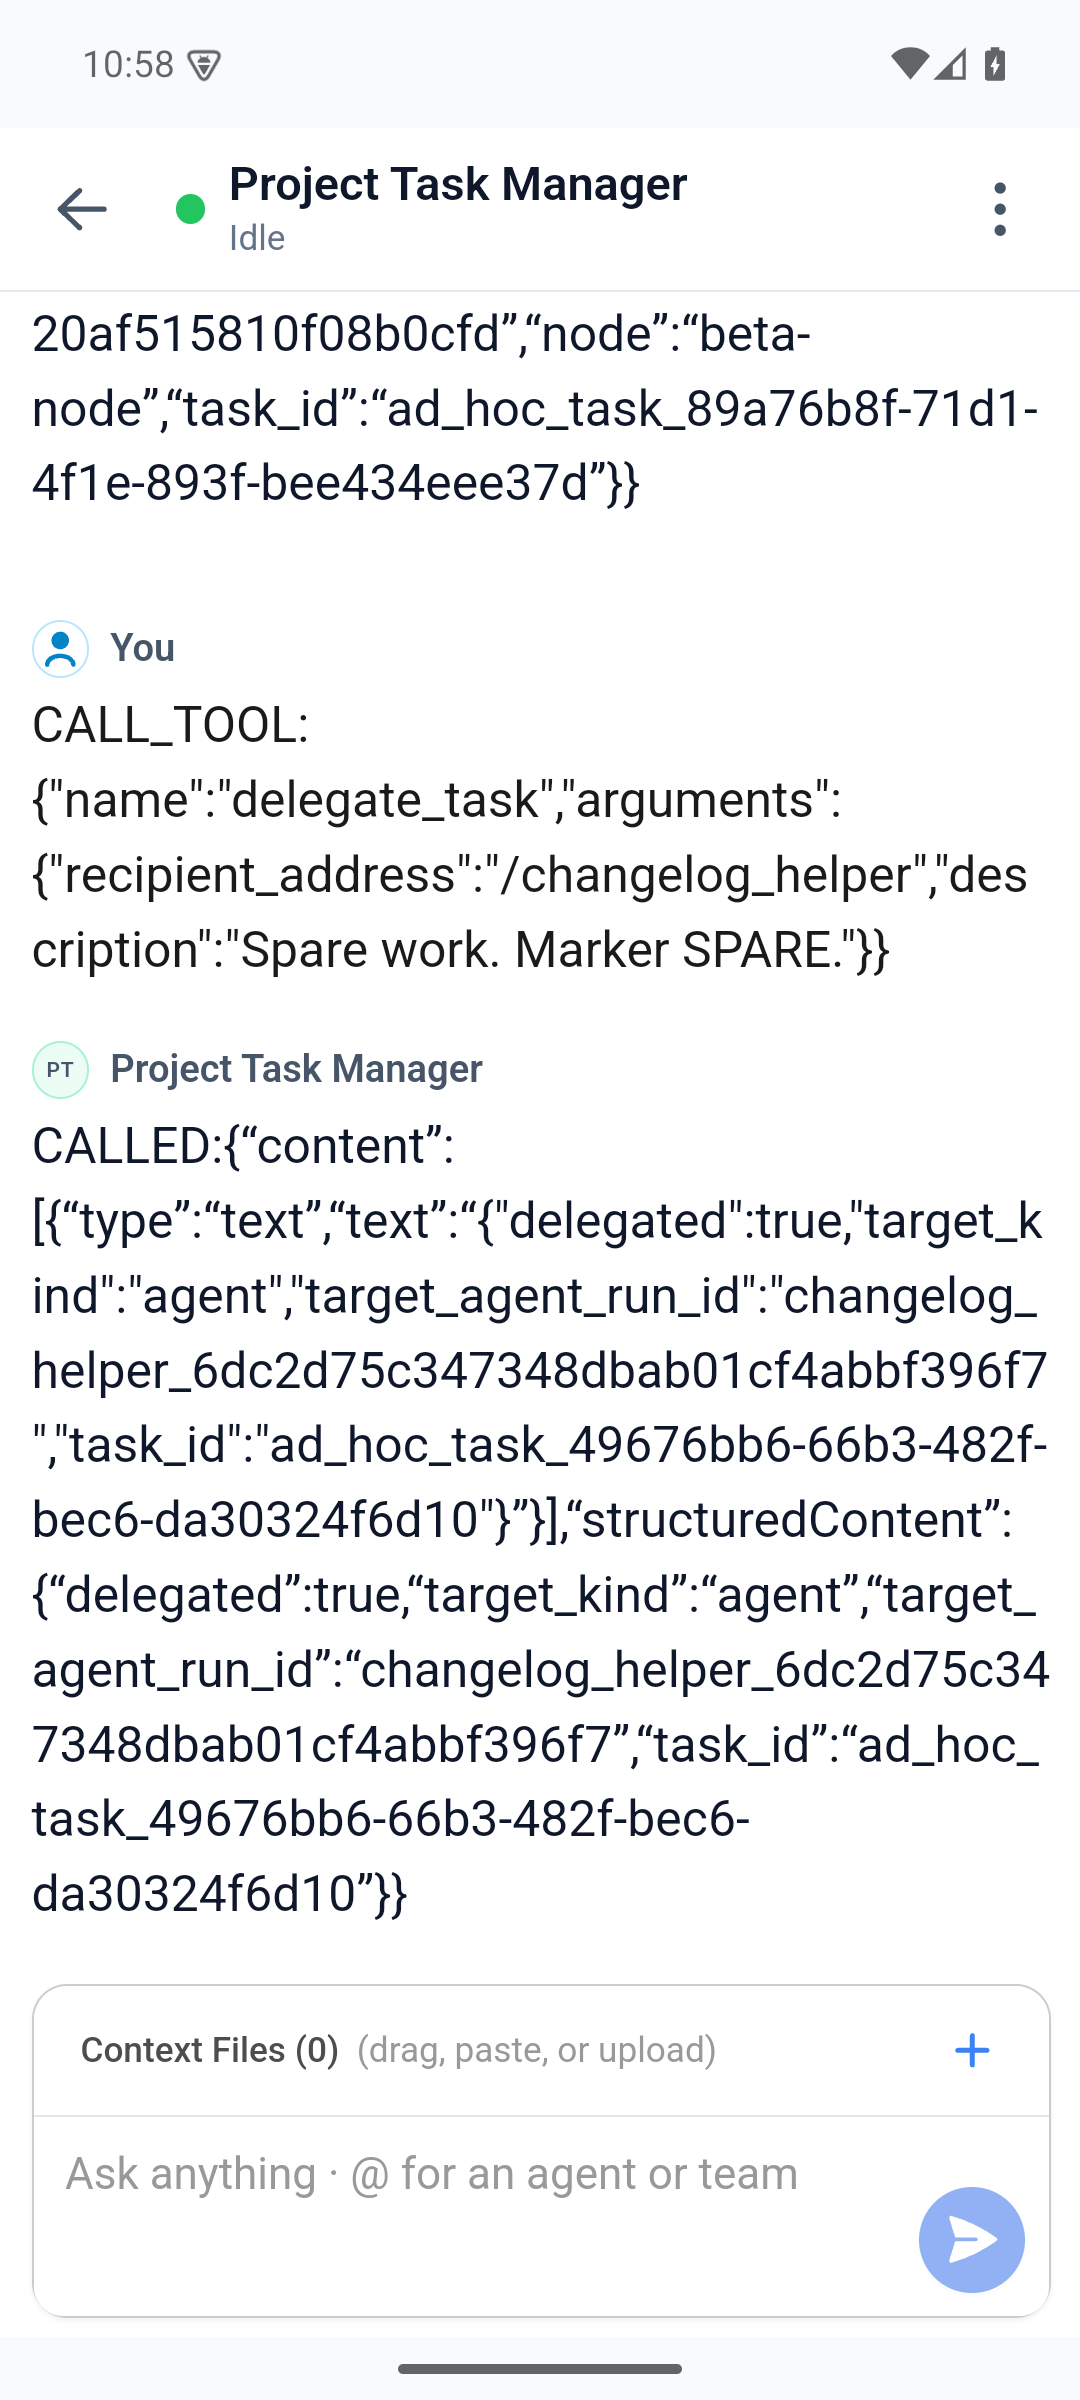 10:58
Project Task Manager
Idle
20af515810f08b0cfd”,“node”:“beta-
node”,“task_id”:“ad_hoc_task_89a76b8f-71d1-
4f1e-893f-bee434eee37d”}}
You
CALL_TOOL:
{"name":"delegate_task","arguments":
{"recipient_address":"/changelog_helper","des
cription":"Spare work. Marker SPARE."}}
PT
Project Task Manager
CALLED:{“content”:
[{“type”:“text”,“text”:“{"delegated":true,"target_k
ind":"agent","target_agent_run_id":"changelog_
helper_6dc2d75c347348dbab01cf4abbf396f7
","task_id":"ad_hoc_task_49676bb6-66b3-482f-
bec6-da30324f6d10"}”}],“structuredContent”:
{“delegated”:true,“target_kind”:“agent”,“target_
agent_run_id”:“changelog_helper_6dc2d75c34
7348dbab01cf4abbf396f7”,“task_id”:“ad_hoc_
task_49676bb6-66b3-482f-bec6-
da30324f6d10”}}
Context Files (0) (drag, paste, or upload)
Ask anything · @ for an agent or team